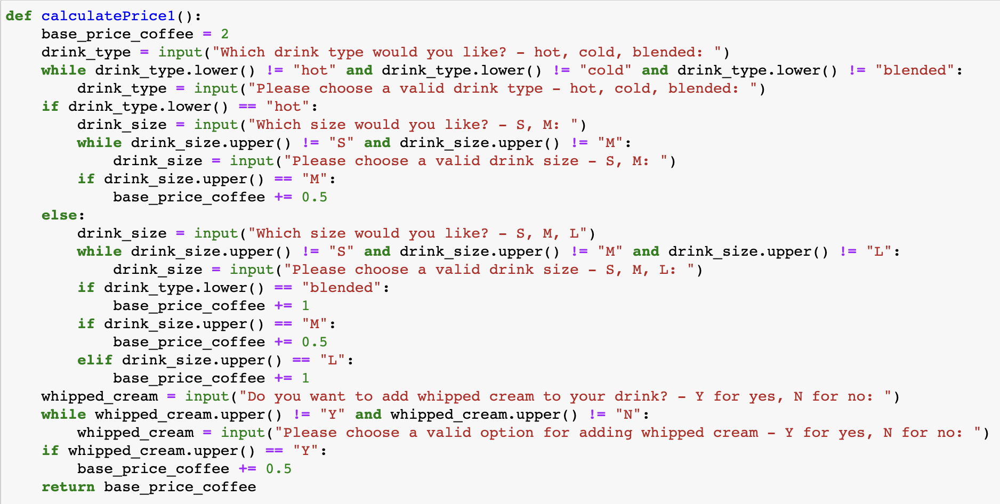 def calculatePrice1():
    base_price_coffee = 2
    drink_type = input("Which drink type would you like? - hot, cold, blended: ")
    while drink_type.lower() != "hot" and drink_type.lower() != "cold" and drink_type.lower() != "blended":
        drink_type = input("Please choose a valid drink type - hot, cold, blended: ")
    if drink_type.lower() == "hot":
        drink_size = input("Which size would you like? - S, M: ")
        while drink_size.upper() != "S" and drink_size.upper() != "M":
            drink_size = input("Please choose a valid drink size - S, M: ")
        if drink_size.upper() == "M":
            base_price_coffee += 0.5
    else:
        drink_size = input("Which size would you like? - S, M, L")
        while drink_size.upper() != "S" and drink_size.upper() != "M" and drink_size.upper() != "L":
            drink_size = input("Please choose a valid drink size - S, M, L: ")
        if drink_type.lower() == "blended":
            base_price_coffee += 1
        if drink_size.upper() == "M":
            base_price_coffee += 0.5
        elif drink_size.upper() == "L":
            base_price_coffee += 1
    whipped_cream = input("Do you want to add whipped cream to your drink? - Y for yes, N for no: ")
    while whipped_cream.upper() != "Y" and whipped_cream.upper() != "N":
        whipped_cream = input("Please choose a valid option for adding whipped cream - Y for yes, N for no: ")
    if whipped_cream.upper() == "Y":
        base_price_coffee += 0.5
    return base_price_coffee